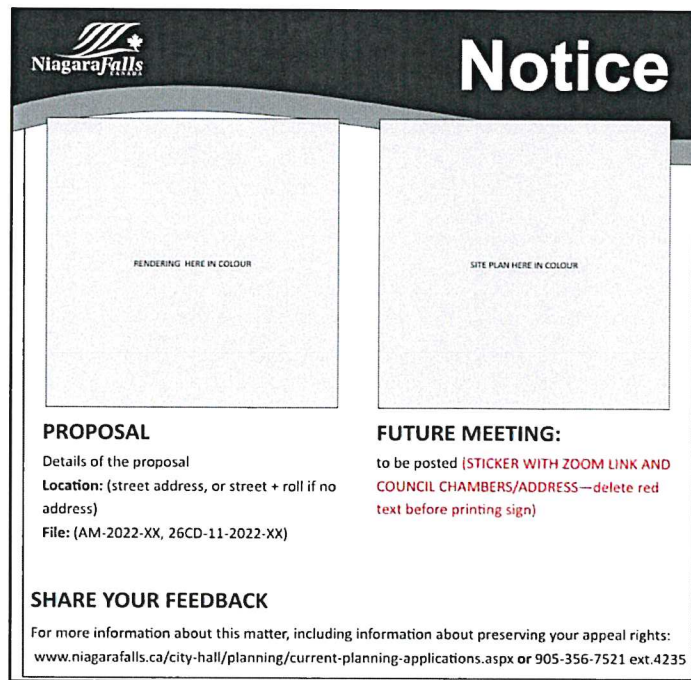 NiagaraFalls
CANADA
Notice
RENDERING HERE IN COLOUR
SITE PLAN HERE IN COLOUR
PROPOSAL
Details of the proposal
Location: (street address, or street + roll if no
address)
File: (AM-2022-XX, 26CD-11-2022-XX)
FUTURE MEETING:
to be posted (STICKER WITH ZOOM LINK AND
COUNCIL CHAMBERS/ADDRESS—delete red
text before printing sign)
SHARE YOUR FEEDBACK
For more information about this matter, including information about preserving your appeal rights:
www.niagarafalls.ca/city-hall/planning/current-planning-applications.aspx or 905-356-7521 ext.4235